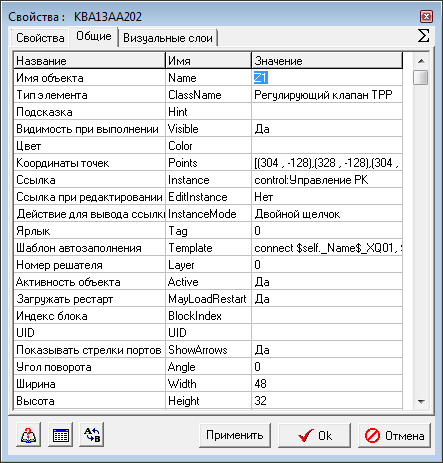 Свойства : KBA13AA202
Свойства Общие Визуальные слои Σ
Название Имя Значение
Имя объекта Name Z1
Тип элемента ClassName Регулирующий клапан TPP
Подсказка Hint
Видимость при выполнении Visible Да
Цвет Color
Координаты точек Points [(304 , -128),(328 , -128),(304 ,
Ссылка Instance control:Управление РК
Ссылка при редактировании EditInstance Нет
Действие для вывода ссылки InstanceMode Двойной щелчок
Ярлык Tag 0
Шаблон автозаполнения Template connect $self._Name$_XQ01, $
Номер решателя Layer 0
Активность объекта Active Да
Загружать рестарт MayLoadRestart Да
Индекс блока BlockIndex
UID UID
Показывать стрелки портов ShowArrows Да
Угол поворота Angle 0
Ширина Width 48
Высота Height 32
A B Применить Ok Отмена